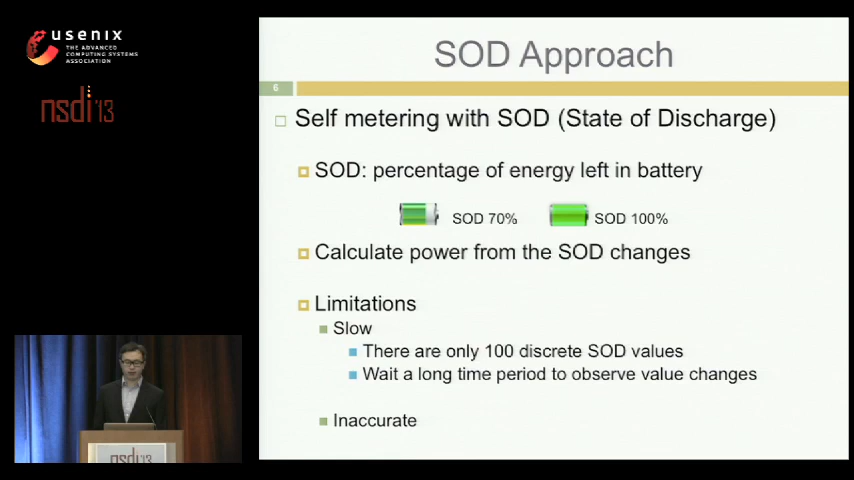 usenix
THE ADVANCED
COMPUTING SYSTEMS
ASSOCIATION
nsdi '13
SOD Approach
6
Self metering with SOD (State of Discharge)
SOD: percentage of energy left in battery
SOD 70%
SOD 100%
Calculate power from the SOD changes
Limitations
Slow
There are only 100 discrete SOD values
Wait a long time period to observe value changes
Inaccurate
nsdi'13